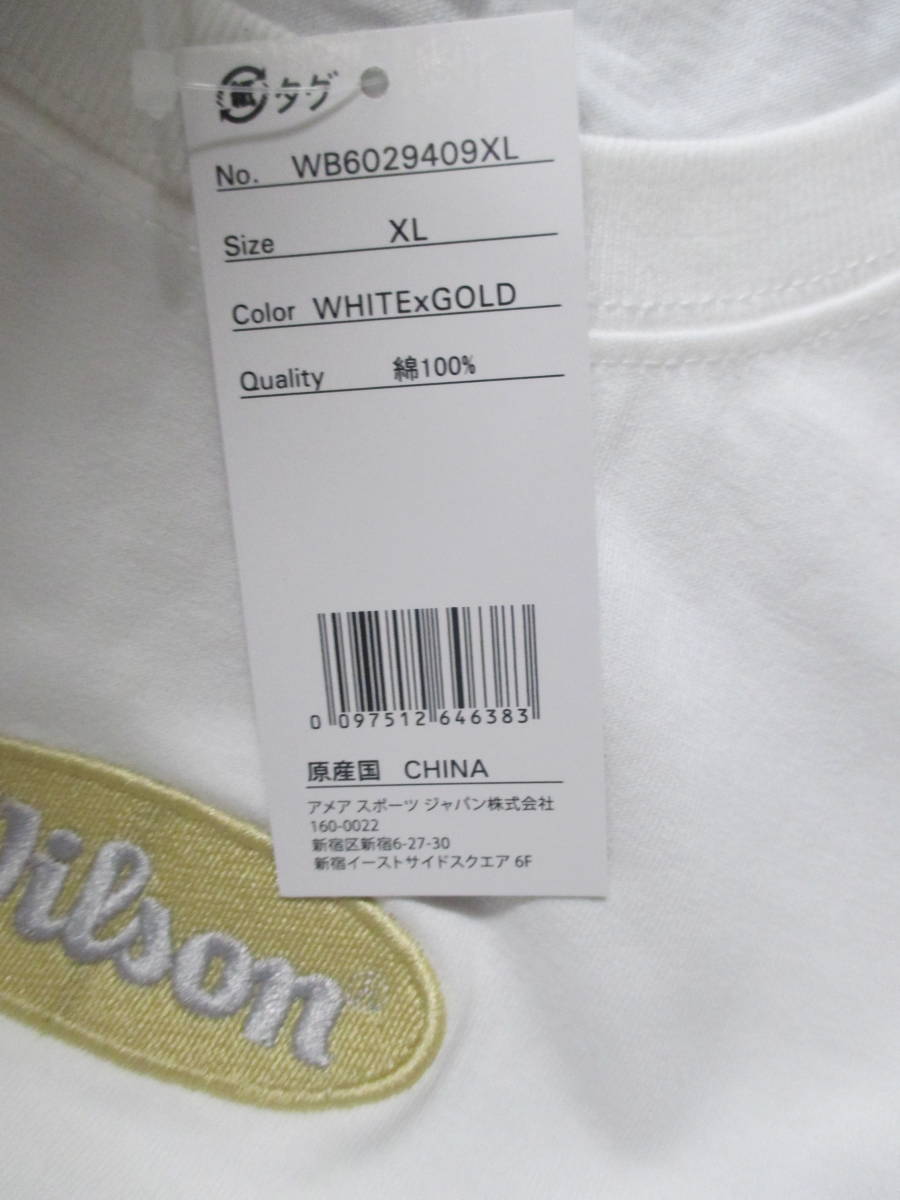 紙 タグ
No. WB6029409XL
Size XL
Color WHITExGOLD
Quality 綿100%
0 097512 646383
原産国 CHINA
アメア スポーツ ジャパン株式会社
160-0022
新宿区新宿6-27-30
新宿イーストサイドスクエア 6F
Wilson®